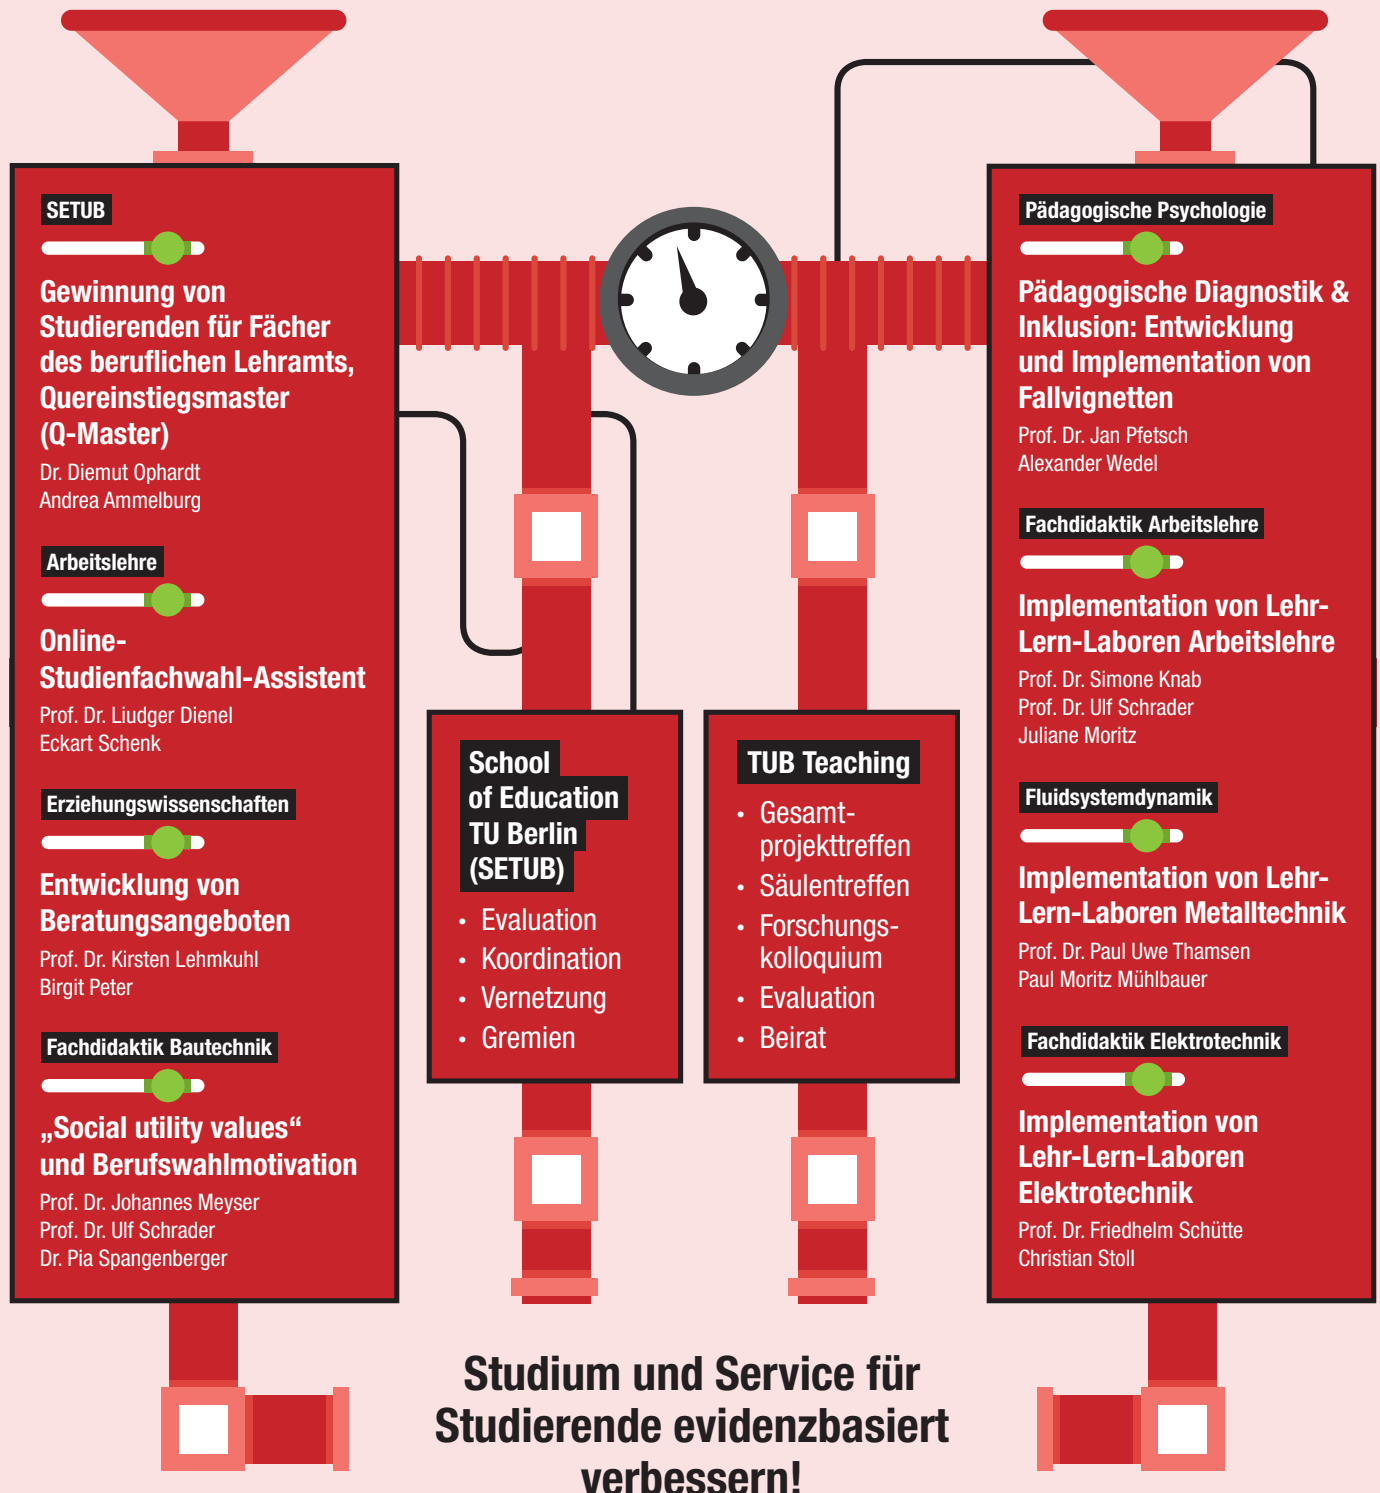 SETUB
Gewinnung von
Studierenden für Fächer
des beruflichen Lehramts,
Quereinstiegsmaster
(Q-Master)
Dr. Diemut Ophardt
Andrea Ammelburg
Arbeitslehre
Online-
Studienfachwahl-Assistent
Prof. Dr. Liudger Dienel
Eckart Schenk
Erziehungswissenschaften
Entwicklung von
Beratungsangeboten
Prof. Dr. Kirsten Lehmkuhl
Birgit Peter
Fachdidaktik Bautechnik
„Social utility values“
und Berufswahlmotivation
Prof. Dr. Johannes Meyser
Prof. Dr. Ulf Schrader
Dr. Pia Spangenberger
School
of Education
TU Berlin
(SETUB)
• Evaluation
• Koordination
• Vernetzung
• Gremien
TUB Teaching
• Gesamt-
projekttreffen
• Säulentreffen
• Forschungs-
kolloquium
• Evaluation
• Beirat
Pädagogische Psychologie
Pädagogische Diagnostik &
Inklusion: Entwicklung
und Implementation von
Fallvignetten
Prof. Dr. Jan Pfetsch
Alexander Wedel
Fachdidaktik Arbeitslehre
Implementation von Lehr-
Lern-Laboren Arbeitslehre
Prof. Dr. Simone Knab
Prof. Dr. Ulf Schrader
Juliane Moritz
Fluidsystemdynamik
Implementation von Lehr-
Lern-Laboren Metalltechnik
Prof. Dr. Paul Uwe Thamsen
Paul Moritz Mühlbauer
Fachdidaktik Elektrotechnik
Implementation von
Lehr-Lern-Laboren
Elektrotechnik
Prof. Dr. Friedhelm Schütte
Christian Stoll
Studium und Service für
Studierende evidenzbasiert
verbessern!